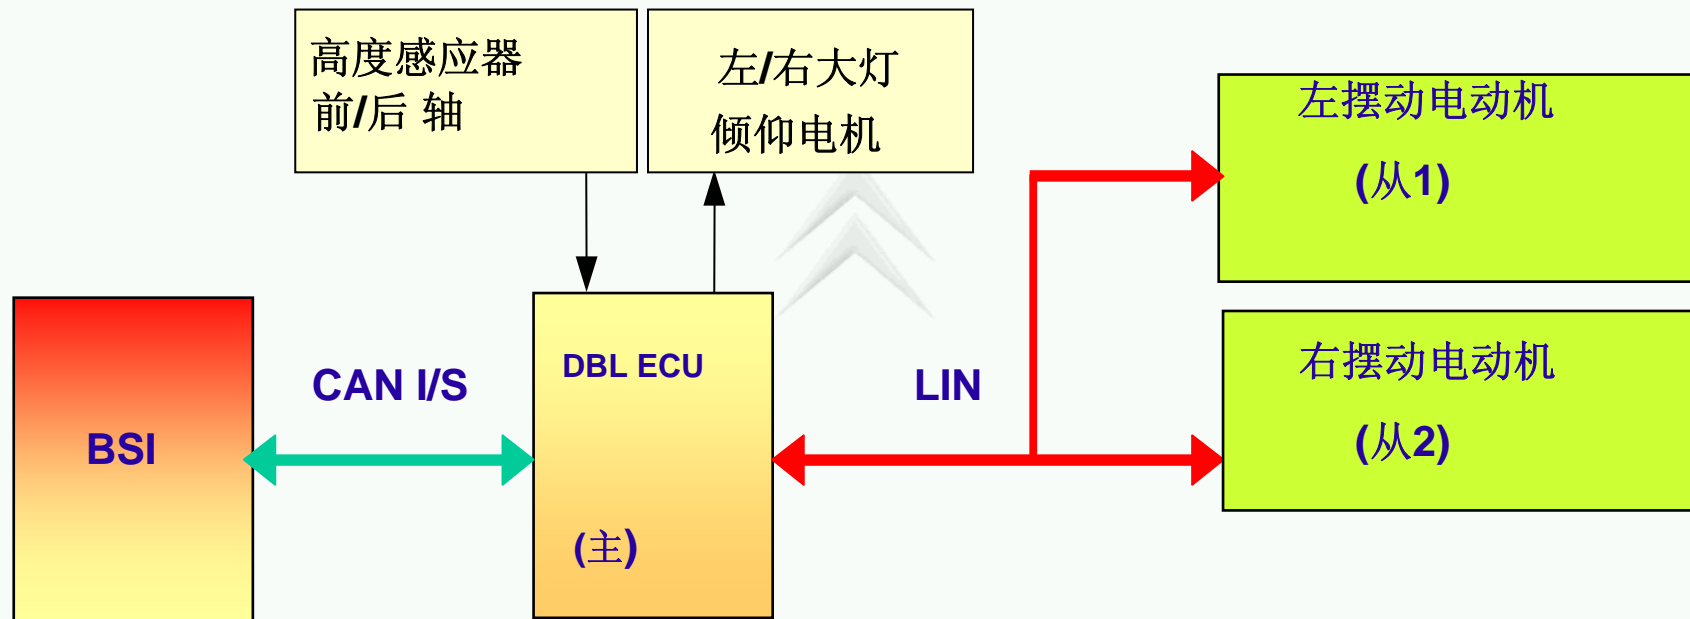 高度感应器
前/后 轴
左/右大灯
倾仰电机
左摆动电动机
(从1)
BSI
CAN I/S
DBL ECU
(主)
LIN
右摆动电动机
(从2)